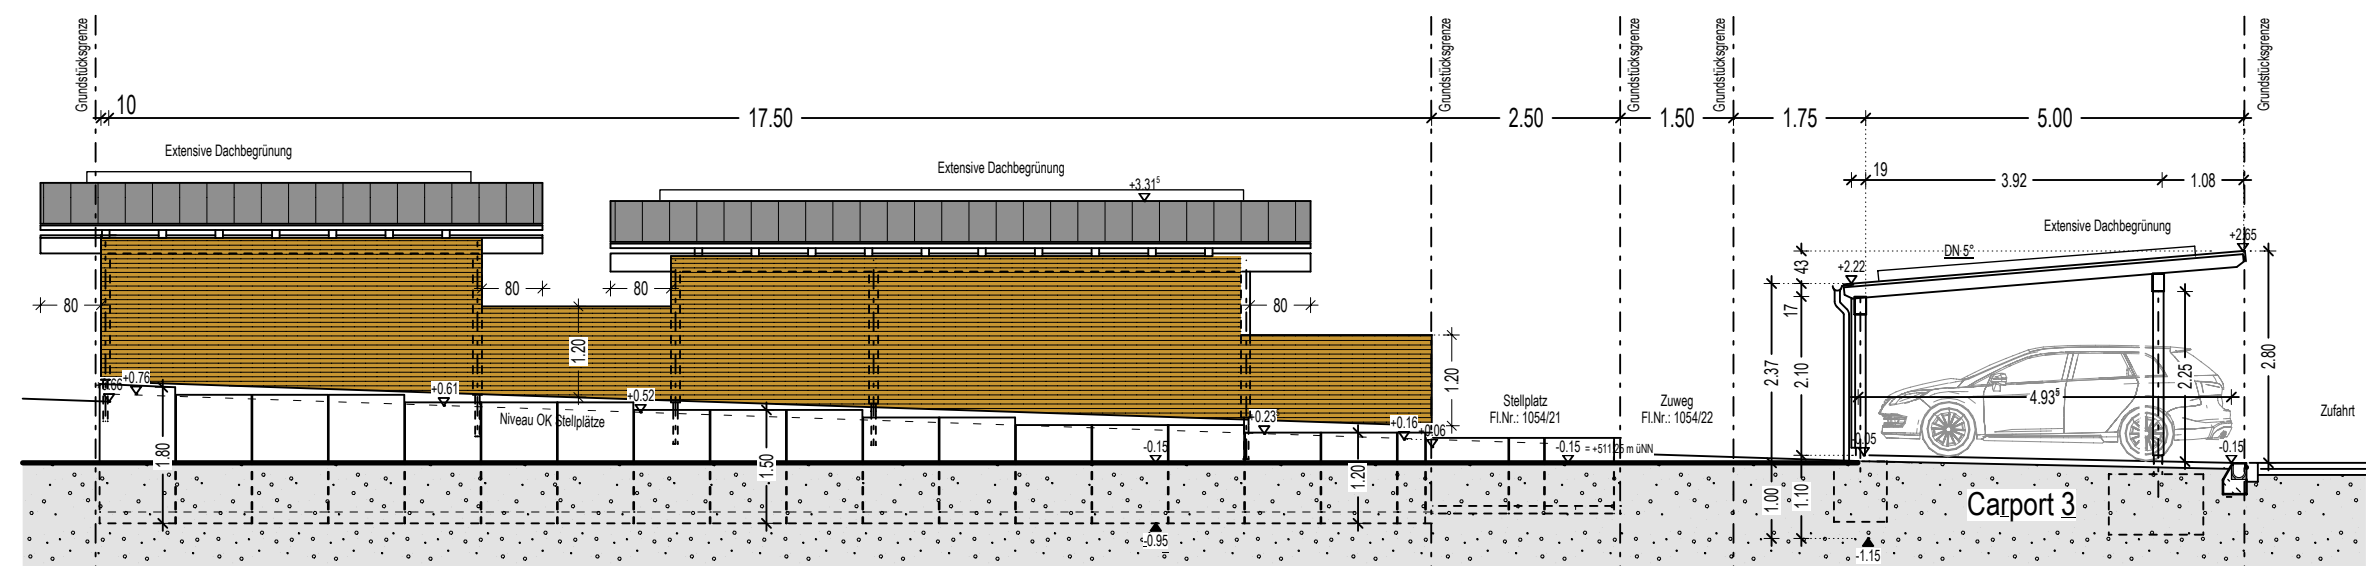 Grundstücksgrenze
Grundstücksgrenze
Grundstücksgrenze
Grundstücksgrenze
Grundstücksgrenze
10
17.50
2.50
1.50
1.75
5.00
Extensive Dachbegrünung
Extensive Dachbegrünung
+3.31⁵
19
3.92
1.08
Extensive Dachbegrünung
DN 5°
+2.65
+2.22
43
17
2.37
2.10
2.25
2.80
80
80
80
80
1.20
1.20
+0.76
+0.61
+0.52
+0.23
+0.16
+0.06
Niveau OK Stellplätze
Stellplatz
Fl.Nr.: 1054/21
Zuweg
Fl.Nr.: 1054/22
4.93⁵
Zufahrt
-0.15
-0.15 = +511.25 m üNN
-0.05
-0.15
1.80
1.50
1.20
1.00
1.10
-0.95
-1.15
Carport 3